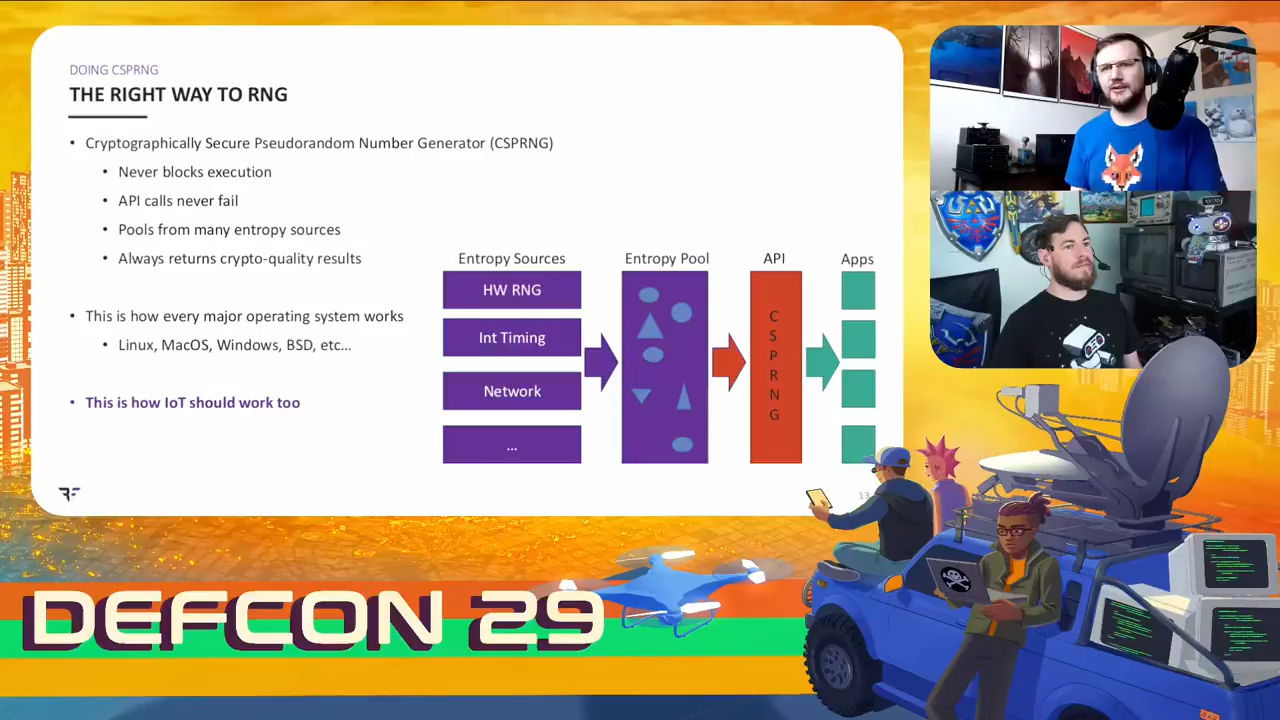 DOING CSPRNG
THE RIGHT WAY TO RNG
• Cryptographically Secure Pseudorandom Number Generator (CSPRNG)
• Never blocks execution
• API calls never fail
• Pools from many entropy sources
• Always returns crypto-quality results
• This is how every major operating system works
• Linux, MacOS, Windows, BSD, etc...
• This is how IoT should work too
Entropy Sources
HW RNG
Int Timing
Network
...
Entropy Pool
API
CSPRNG
Apps
13
DEFCON 29